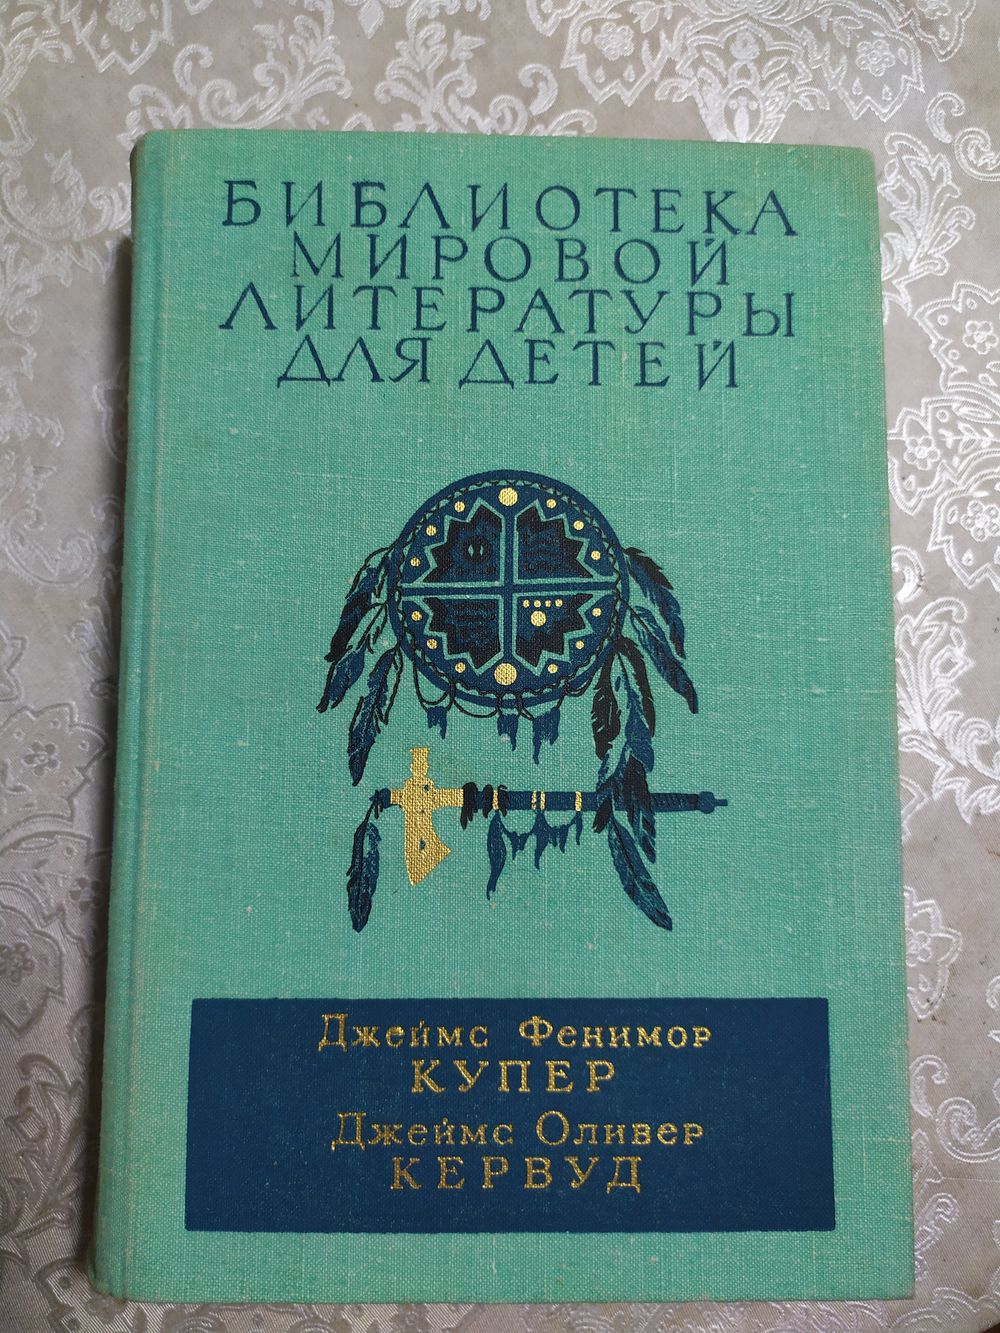 БИБЛИОТЕКА
МИРОВОЙ
ЛИТЕРАТУРЫ
ДЛЯ ДЕТЕЙ
Джеймс Фенимор
КУПЕР
Джеймс Оливер
КЕРВУД